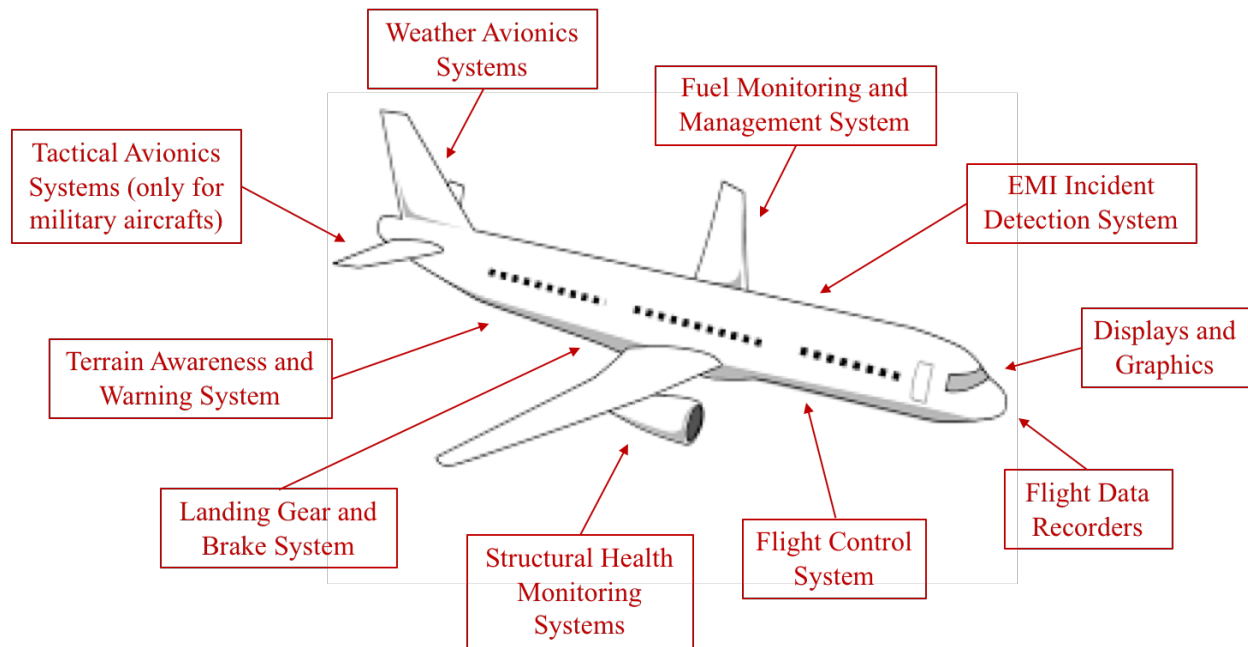 Weather Avionics
Systems
Fuel Monitoring and
Management System
Tactical Avionics
Systems (only for
military aircrafts)
EMI Incident
Detection System
Displays and
Graphics
Terrain Awareness and
Warning System
Landing Gear and
Brake System
Structural Health
Monitoring
Systems
Flight Control
System
Flight Data
Recorders